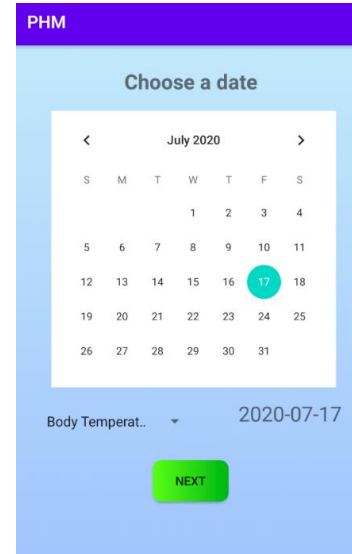 PHM
Choose a date
July 2020
S M T W T F S
1 2 3 4
5 6 7 8 9 10 11
12 13 14 15 16 17 18
19 20 21 22 23 24 25
26 27 28 29 30 31
Body Temperat.. 2020-07-17
NEXT